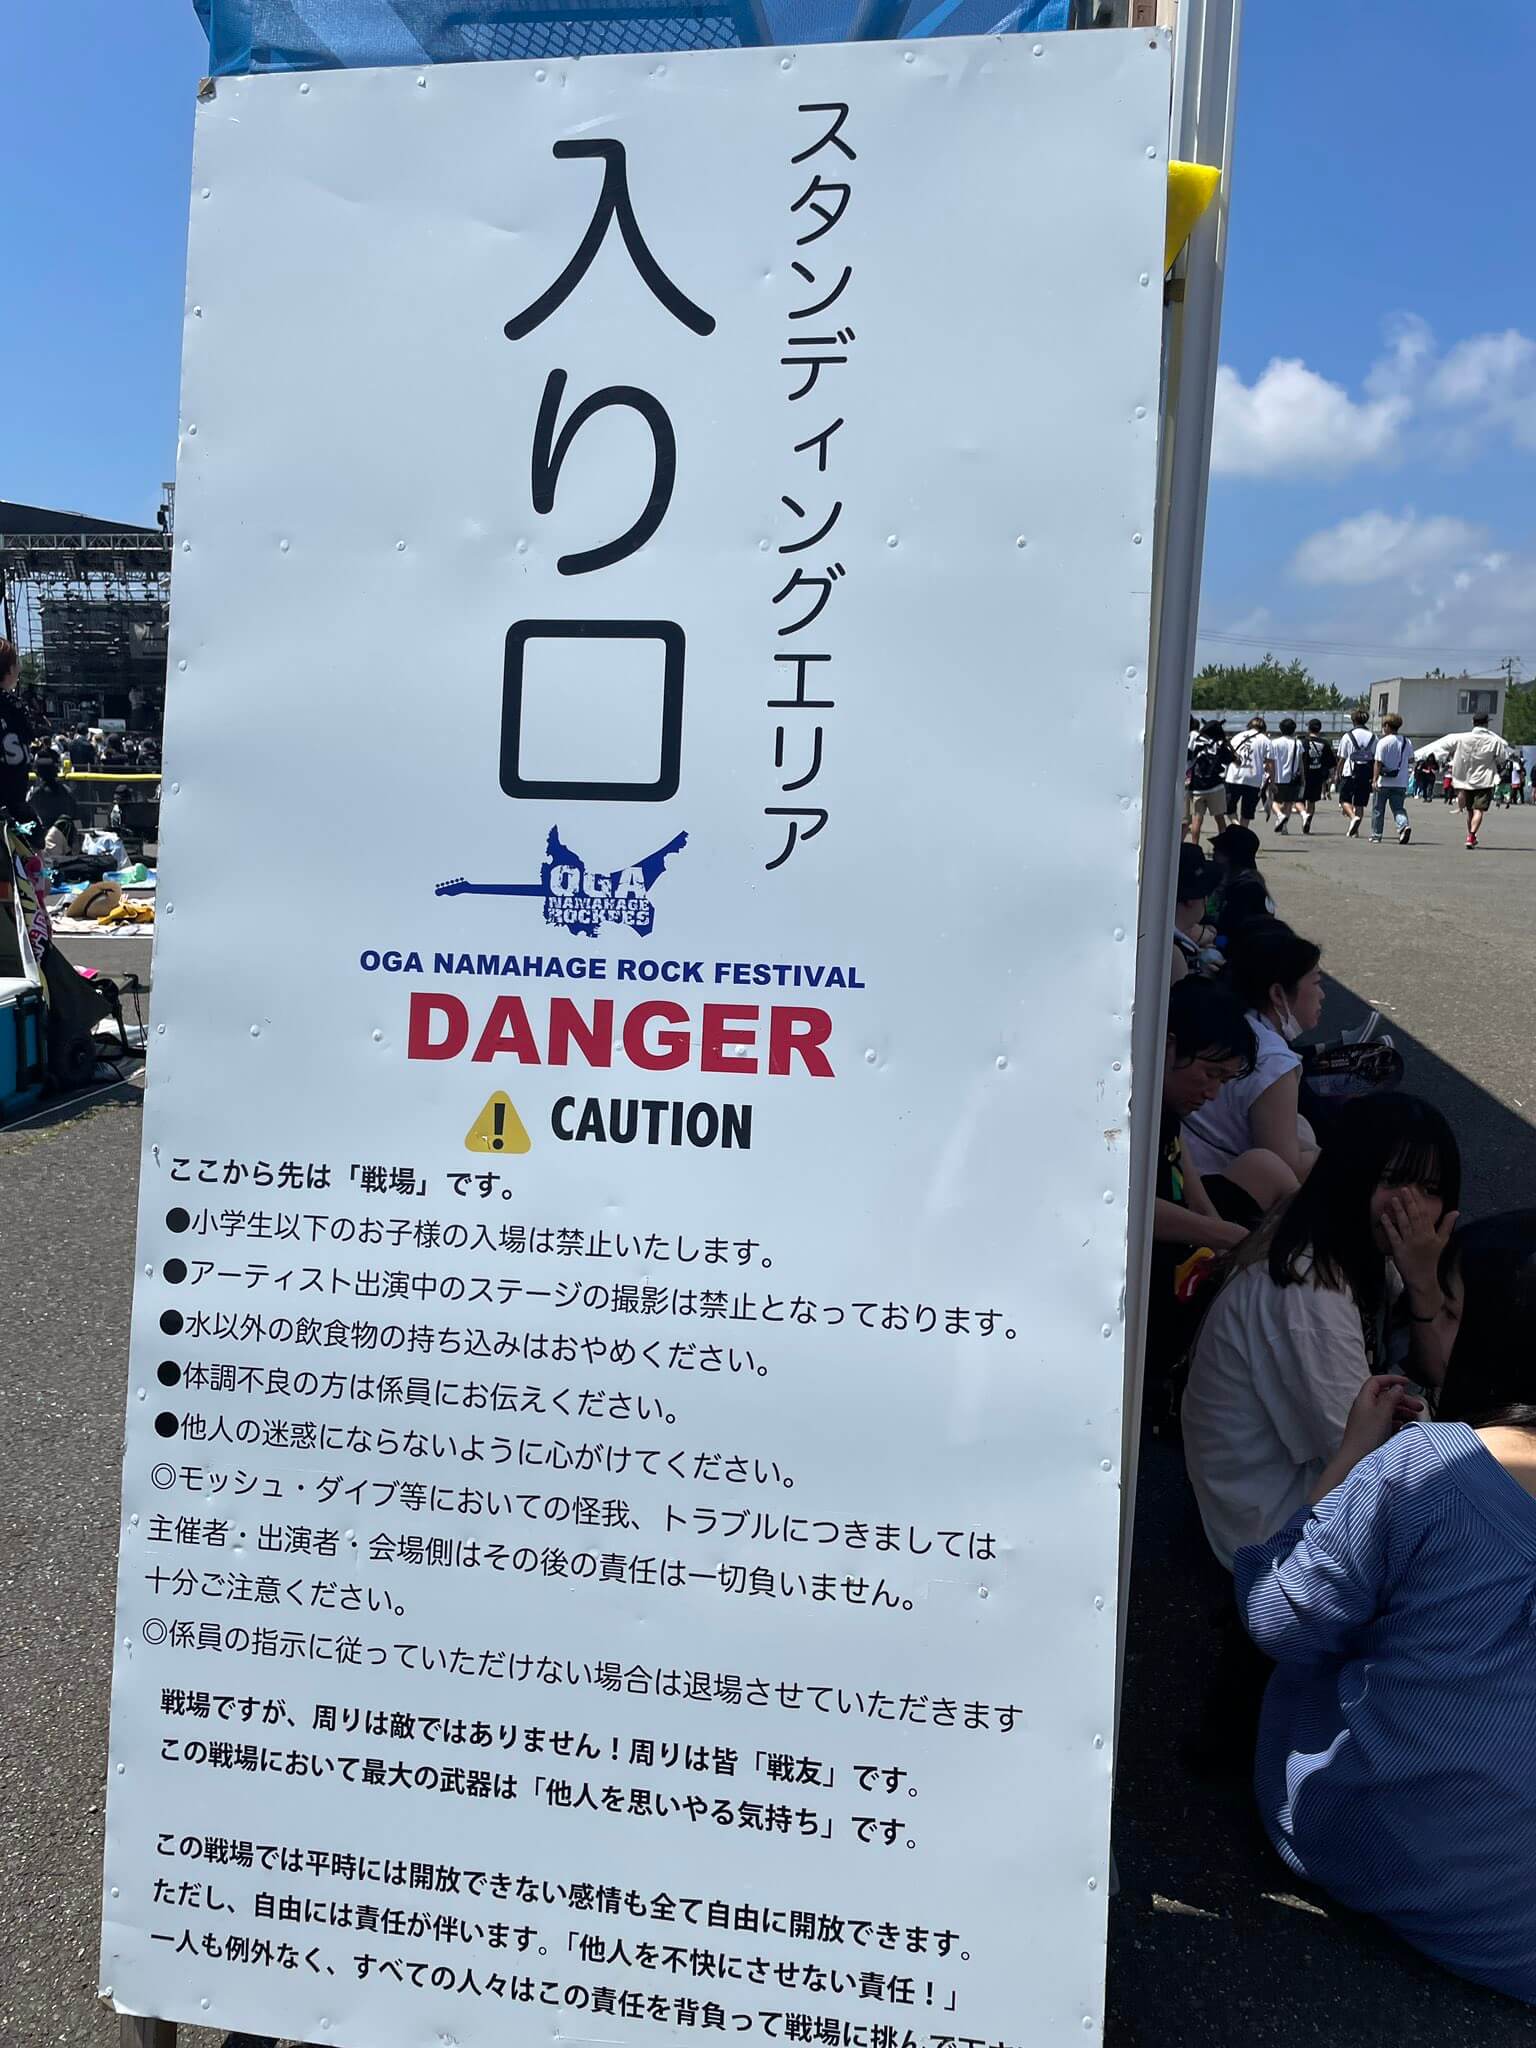 スタンディングエリア
入り口
OGA
NAMAHAGE
ROCKFES
OGA NAMAHAGE ROCK FESTIVAL
DANGER
CAUTION
ここから先は「戦場」です。
●小学生以下のお子様の入場は禁止いたします。
●アーティスト出演中のステージの撮影は禁止となっております。
●水以外の飲食物の持ち込みはおやめください。
●体調不良の方は係員にお伝えください。
●他人の迷惑にならないように心がけてください。
◎モッシュ・ダイブ等においての怪我、トラブルにつきましては
主催者・出演者・会場側はその後の責任は一切負いません。
十分ご注意ください。
◎係員の指示に従っていただけない場合は退場させていただきます
戦場ですが、周りは敵ではありません！周りは皆「戦友」です。
この戦場において最大の武器は「他人を思いやる気持ち」です。
この戦場では平時には開放できない感情も全て自由に開放できます。
ただし、自由には責任が伴います。「他人を不快にさせない責任！」
一人も例外なく、すべての人々はこの責任を背負って戦場に挑んで下さい